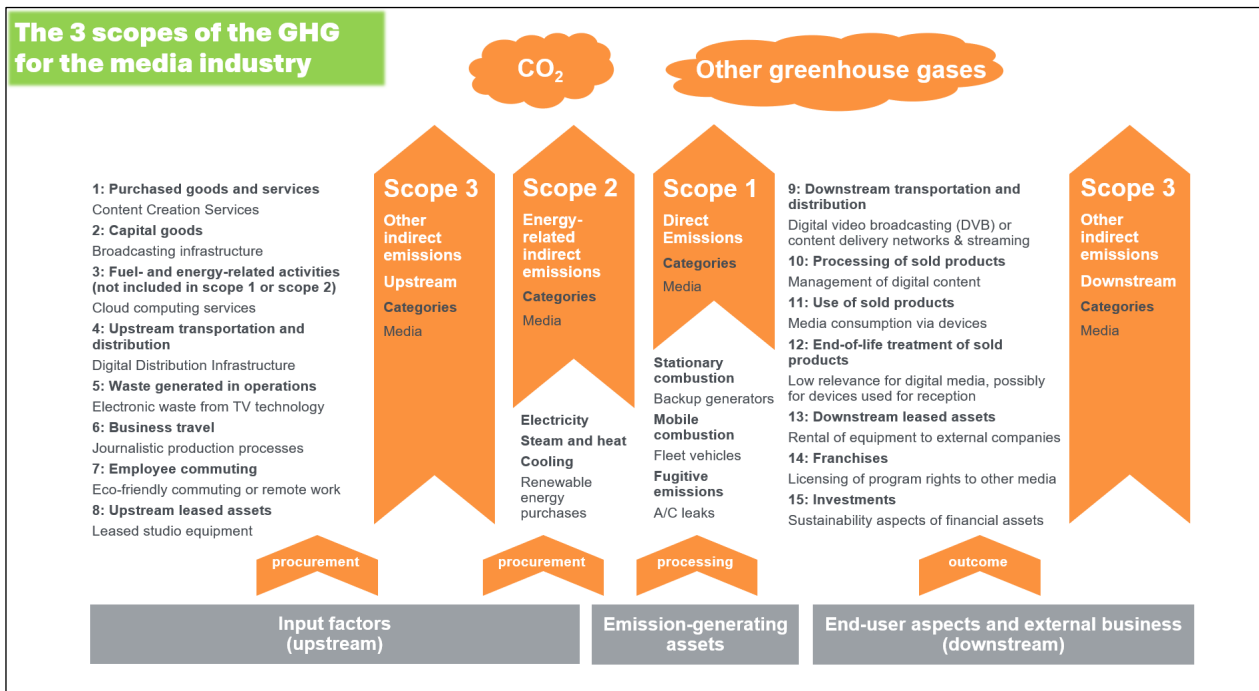 The 3 scopes of the GHG
for the media industry
CO2
Other greenhouse gases
1: Purchased goods and services
Content Creation Services
2: Capital goods
Broadcasting infrastructure
3: Fuel- and energy-related activities
(not included in scope 1 or scope 2)
Cloud computing services
4: Upstream transportation and
distribution
Digital Distribution Infrastructure
5: Waste generated in operations
Electronic waste from TV technology
6: Business travel
Journalistic production processes
7: Employee commuting
Eco-friendly commuting or remote work
8: Upstream leased assets
Leased studio equipment
Scope 3
Other
indirect
emissions
Upstream
Categories
Media
Scope 2
Energy-
related
indirect
emissions
Categories
Media
Electricity
Steam and heat
Cooling
Renewable
energy
purchases
Scope 1
Direct
Emissions
Categories
Media
Stationary
combustion
Backup generators
Mobile
combustion
Fleet vehicles
Fugitive
emissions
A/C leaks
9: Downstream transportation and
distribution
Digital video broadcasting (DVB) or
content delivery networks & streaming
10: Processing of sold products
Management of digital content
11: Use of sold products
Media consumption via devices
12: End-of-life treatment of sold
products
Low relevance for digital media, possibly
for devices used for reception
13: Downstream leased assets
Rental of equipment to external companies
14: Franchises
Licensing of program rights to other media
15: Investments
Sustainability aspects of financial assets
Scope 3
Other
indirect
emissions
Downstream
Categories
Media
procurement
procurement
processing
outcome
Input factors
(upstream)
Emission-generating
assets
End-user aspects and external business
(downstream)